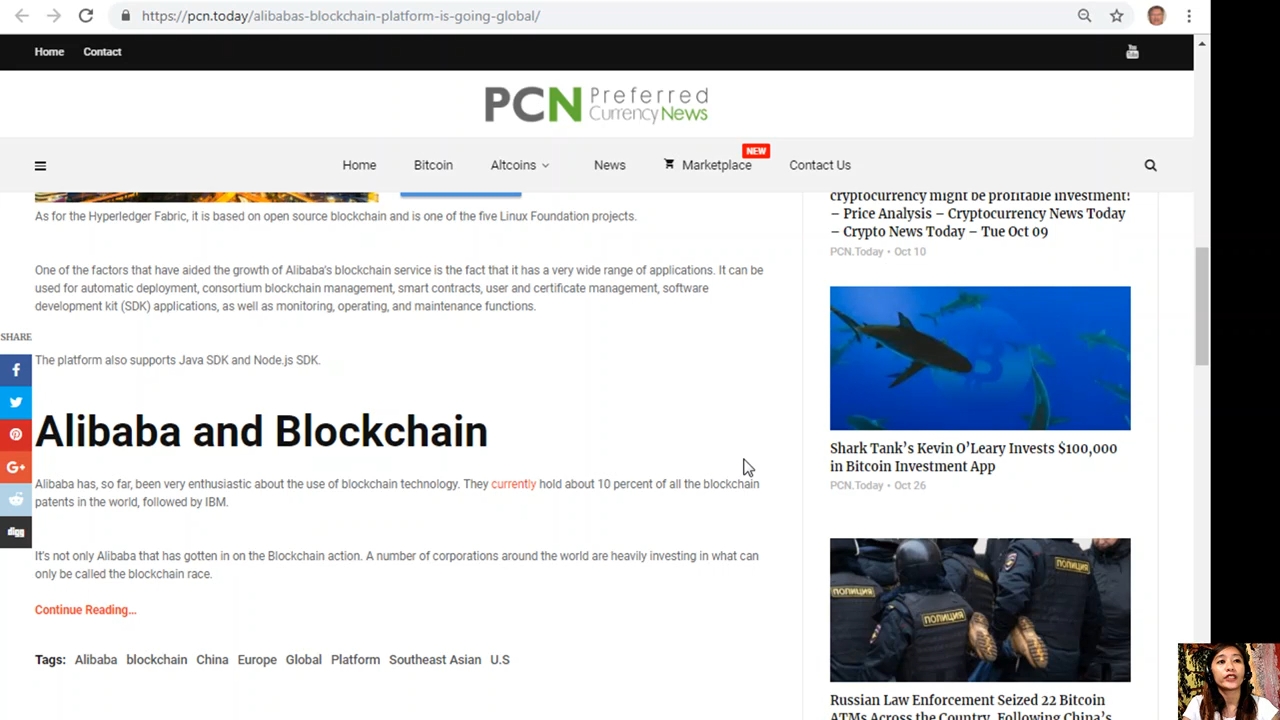 https://pcn.today/alibabas-blockchain-platform-is-going-global/
Home Contact
You Tube
PCN Preferred
Currency News
NEW
Home Bitcoin Altcoins News Marketplace Contact Us
As for the Hyperledger Fabric, it is based on open source blockchain and is one of the five Linux Foundation projects.
One of the factors that have aided the growth of Alibaba's blockchain service is the fact that it has a very wide range of applications. It can be
used for automatic deployment, consortium blockchain management, smart contracts, user and certificate management, software
development kit (SDK) applications, as well as monitoring, operating, and maintenance functions.
SHARE
The platform also supports Java SDK and Node.js SDK.
Alibaba and Blockchain
Alibaba has, so far, been very enthusiastic about the use of blockchain technology. They currently hold about 10 percent of all the blockchain
patents in the world, followed by IBM.
digg
It's not only Alibaba that has gotten in on the Blockchain action. A number of corporations around the world are heavily investing in what can
only be called the blockchain race.
Continue Reading...
Tags: Alibaba blockchain China Europe Global Platform Southeast Asian U.S
cryptocurrency might be profitable investment!
– Price Analysis – Cryptocurrency News Today
– Crypto News Today – Tue Oct 09
PCN.Today • Oct 10
Shark Tank's Kevin O'Leary Invests $100,000
in Bitcoin Investment App
PCN.Today • Oct 26
ПОЛИЦИЯ
ПОЛИЦИЯ
ПОЛИЦИЯ
Russian Law Enforcement Seized 22 Bitcoin
ATMs Across the Country, Following China's